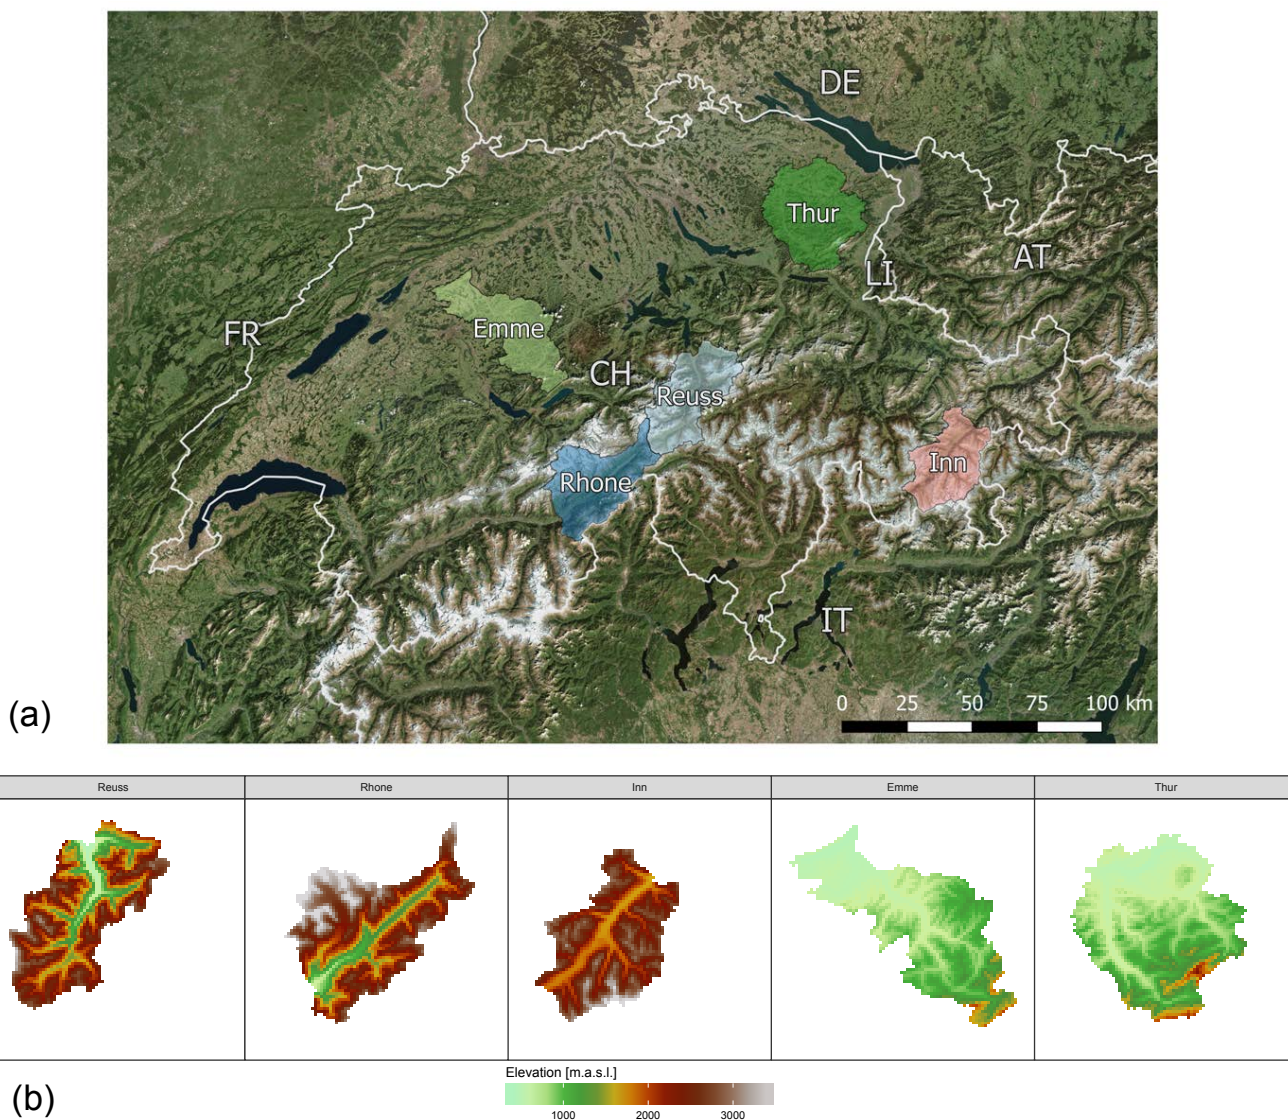 DE
Thur
AT
LI
FR
Emme
CH
Reuss
Inn
Rhone
IT
0 25 50 75 100 km
(a)
Reuss Rhone Inn Emme Thur
Elevation [m.a.s.l.]
1000 2000 3000
(b)